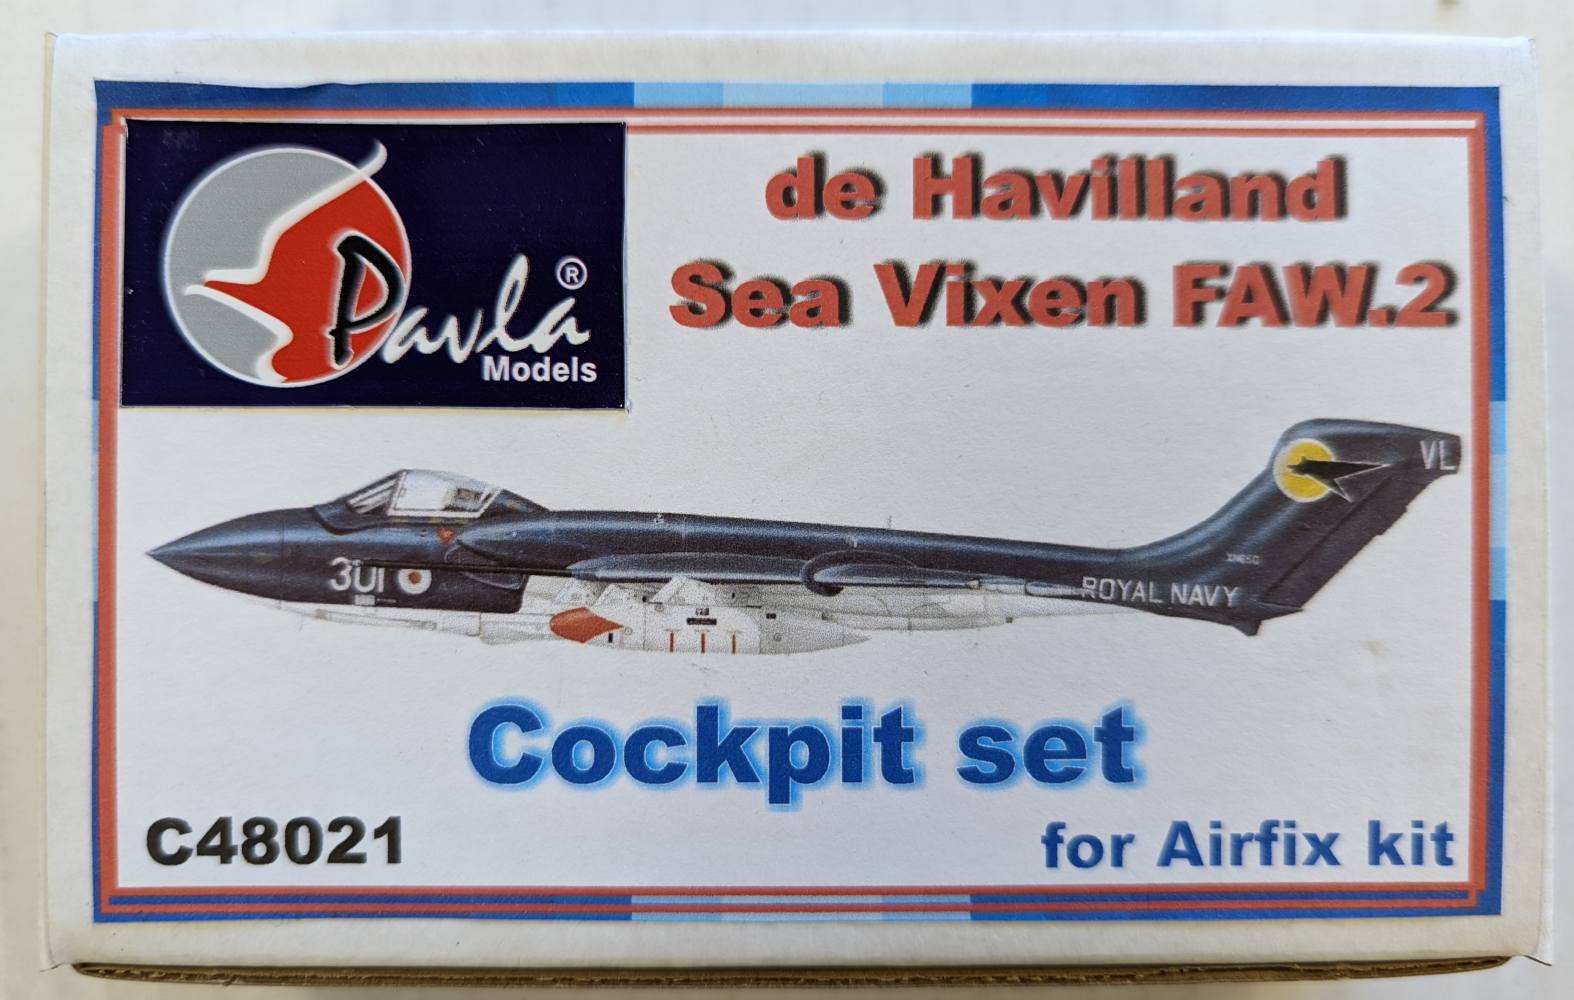 Pavla®
Models
de Havilland
Sea Vixen FAW.2
VL
301
ROYAL NAVY
Cockpit set
C48021
for Airfix kit